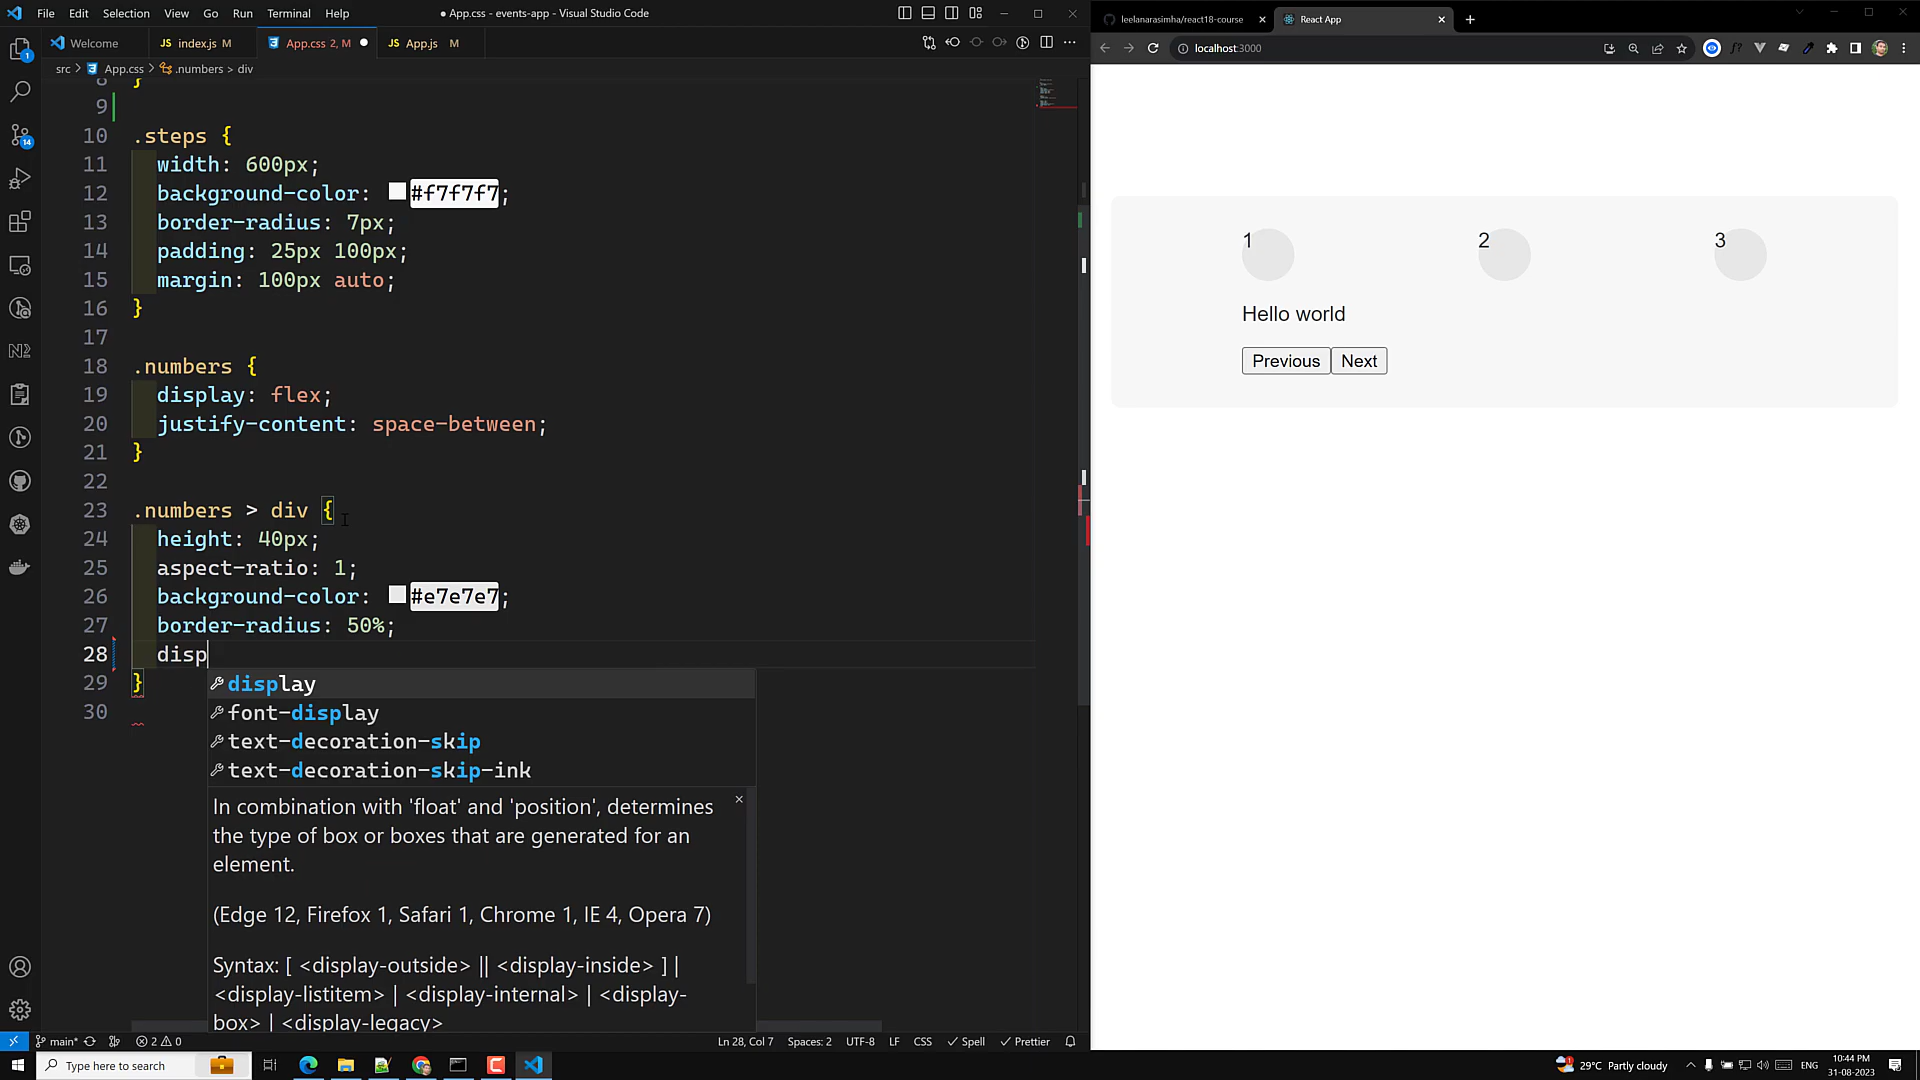 File Edit Selection View Go Run Terminal Help
● App.css - events-app - Visual Studio Code
Welcome
index.js M
App.css 2, M
App.js M
src > App.css > .numbers > div
8 }
9
10 .steps {
11 width: 600px;
12 background-color: #f7f7f7;
13 border-radius: 7px;
14 padding: 25px 100px;
15 margin: 100px auto;
16 }
17
18 .numbers {
19 display: flex;
20 justify-content: space-between;
21 }
22
23 .numbers > div {
24 height: 40px;
25 aspect-ratio: 1;
26 background-color: #e7e7e7;
27 border-radius: 50%;
28 disp
29 }
30
display
font-display
text-decoration-skip
text-decoration-skip-ink
In combination with 'float' and 'position', determines
the type of box or boxes that are generated for an
element.
(Edge 12, Firefox 1, Safari 1, Chrome 1, IE 4, Opera 7)
Syntax: [ <display-outside> || <display-inside> ] |
<display-listitem> | <display-internal> | <display-
box> | <display-legacy>
main* 2 0
Ln 28, Col 7 Spaces: 2 UTF-8 LF CSS Spell Prettier
leelanarasimha/react18-course
React App
localhost:3000
1 2 3
Hello world
Previous Next
Type here to search
29°C Partly cloudy
ENG
10:44 PM
31-08-2023